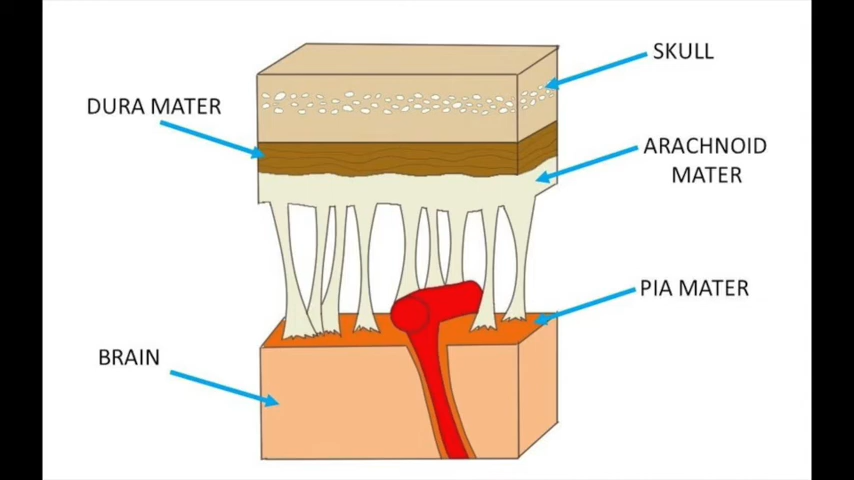 SKULL
DURA MATER
ARACHNOID
MATER
PIA MATER
BRAIN